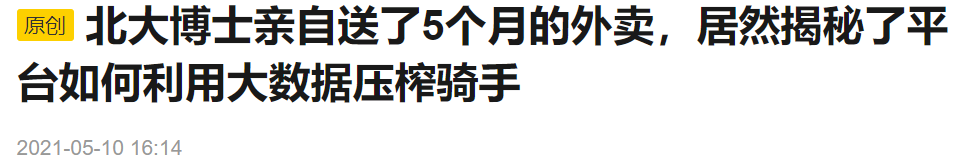 原创 北大博士亲自送了5个月的外卖，居然揭秘了平
台如何利用大数据压榨骑手
2021-05-10 16:14